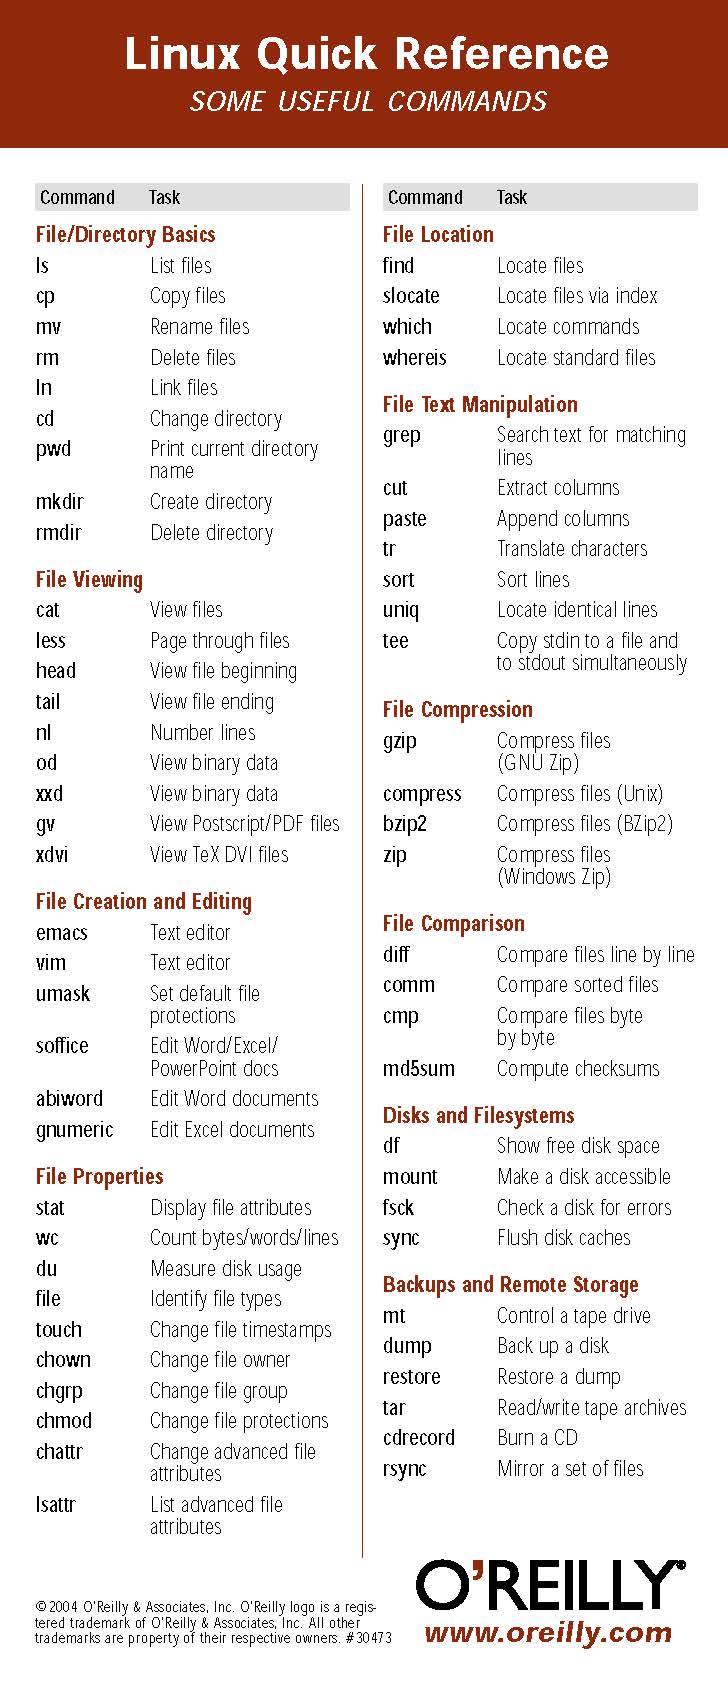 Linux Quick Reference
SOME USEFUL COMMANDS
Command Task
File/Directory Basics
ls List files
cp Copy files
mv Rename files
rm Delete files
ln Link files
cd Change directory
pwd Print current directory
name
mkdir Create directory
rmdir Delete directory
File Viewing
cat View files
less Page through files
head View file beginning
tail View file ending
nl Number lines
od View binary data
xxd View binary data
gv View Postscript/PDF files
xdvi View TeX DVI files
File Creation and Editing
emacs Text editor
vim Text editor
umask Set default file
protections
soffice Edit Word/Excel/
PowerPoint docs
abiword Edit Word documents
gnumeric Edit Excel documents
File Properties
stat Display file attributes
wc Count bytes/words/lines
du Measure disk usage
file Identify file types
touch Change file timestamps
chown Change file owner
chgrp Change file group
chmod Change file protections
chattr Change advanced file
attributes
lsattr List advanced file
attributes
Command Task
File Location
find Locate files
slocate Locate files via index
which Locate commands
whereis Locate standard files
File Text Manipulation
grep Search text for matching
lines
cut Extract columns
paste Append columns
tr Translate characters
sort Sort lines
uniq Locate identical lines
tee Copy stdin to a file and
to stdout simultaneously
File Compression
gzip Compress files
(GNU Zip)
compress Compress files (Unix)
bzip2 Compress files (BZip2)
zip Compress files
(Windows Zip)
File Comparison
diff Compare files line by line
comm Compare sorted files
cmp Compare files byte
by byte
md5sum Compute checksums
Disks and Filesystems
df Show free disk space
mount Make a disk accessible
fsck Check a disk for errors
sync Flush disk caches
Backups and Remote Storage
mt Control a tape drive
dump Back up a disk
restore Restore a dump
tar Read/write tape archives
cdrecord Burn a CD
rsync Mirror a set of files
© 2004 O'Reilly & Associates, Inc. O'Reilly logo is a regis-
tered trademark of O'Reilly & Associates, Inc. All other
trademarks are property of their respective owners. #30473
O'REILLY®
www.oreilly.com